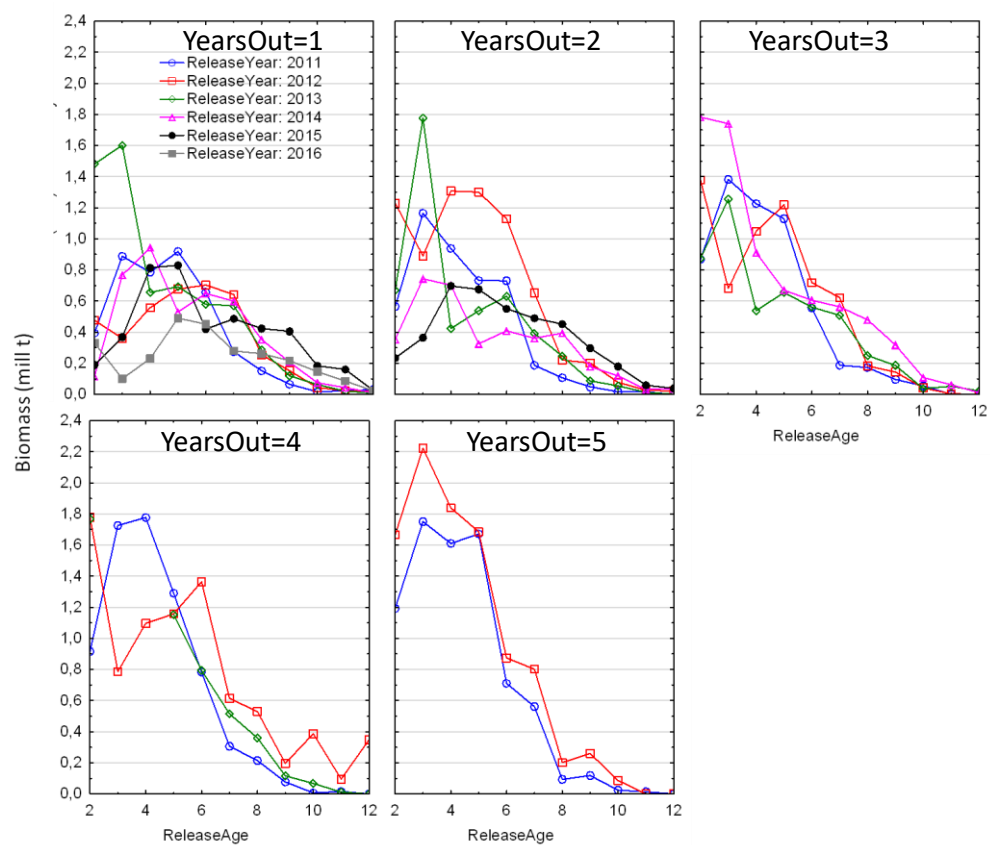 YearsOut=1
ReleaseYear: 2011
ReleaseYear: 2012
ReleaseYear: 2013
ReleaseYear: 2014
ReleaseYear: 2015
ReleaseYear: 2016
YearsOut=2
YearsOut=3
2,4
2,2
2,0
1,8
1,6
1,4
1,2
1,0
0,8
0,6
0,4
0,2
0,0
2 4 6 8 10 12
ReleaseAge
Biomass (mill t)
YearsOut=4
YearsOut=5
2,4
2,2
2,0
1,8
1,6
1,4
1,2
1,0
0,8
0,6
0,4
0,2
0,0
2 4 6 8 10 12
2 4 6 8 10 12
ReleaseAge
ReleaseAge